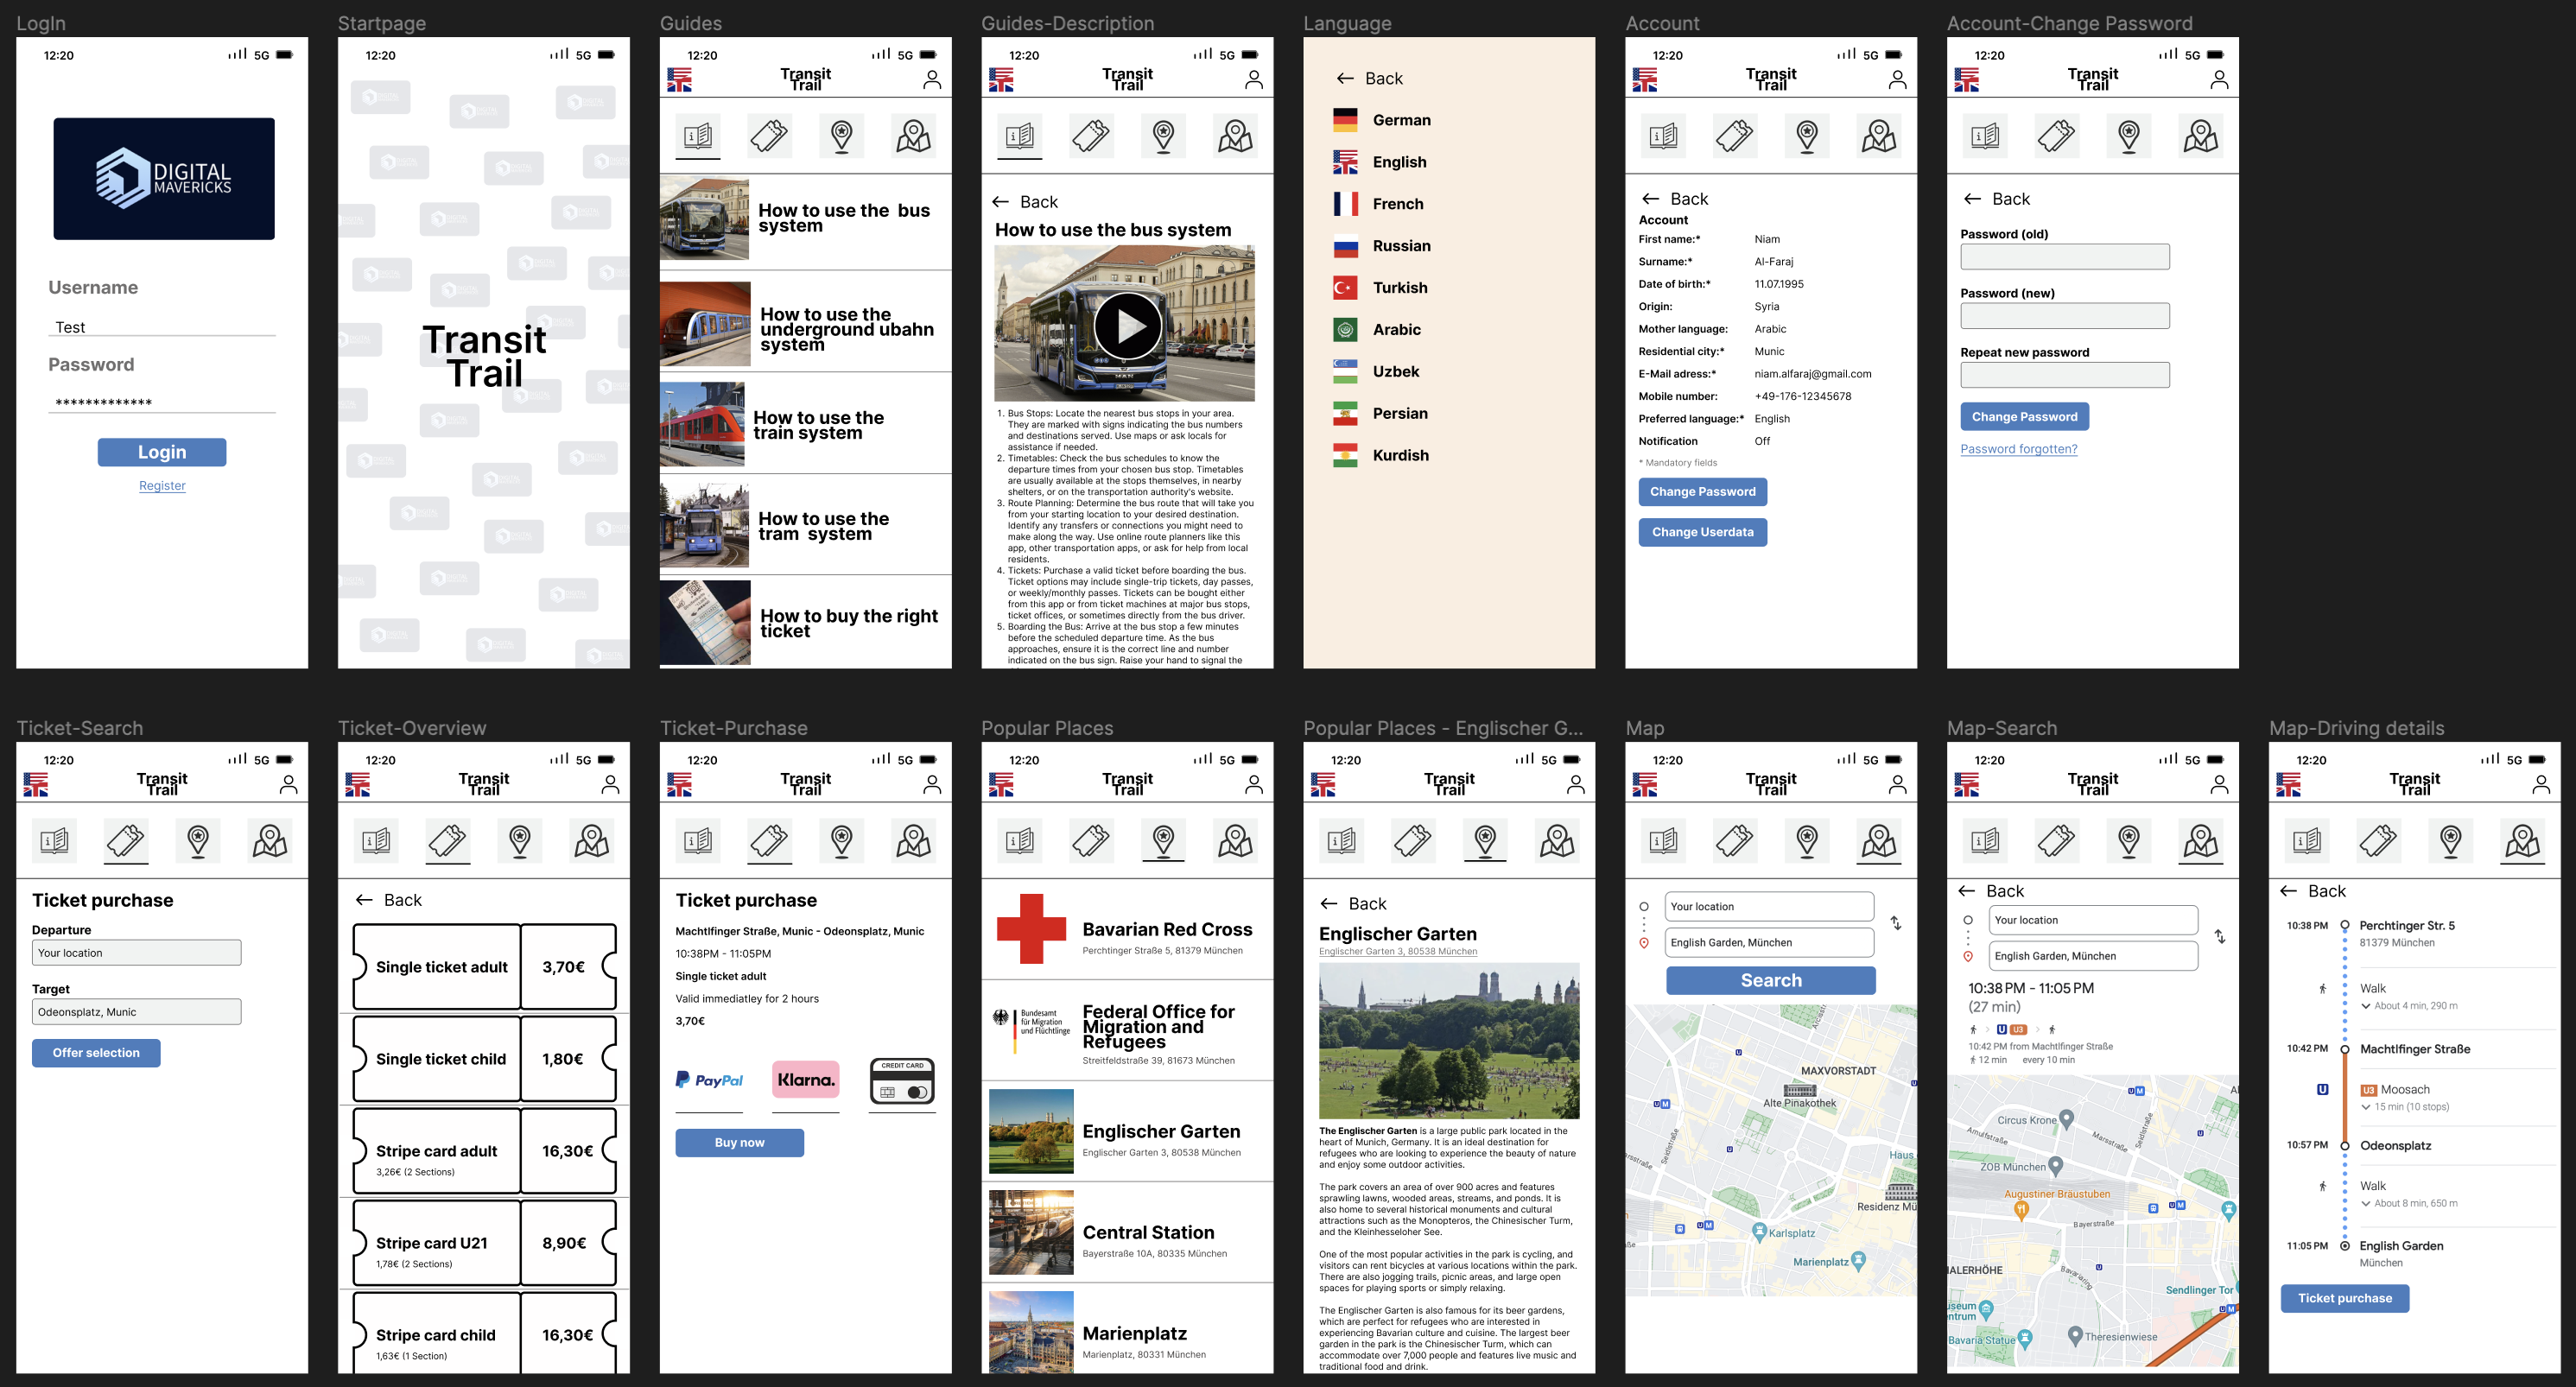 LogIn
12:20
5G
DIGITAL
MAVERICKS
Username
Test
Password
*************
Login
Register
Startpage
12:20
5G
Transit
Trail
Guides
12:20
5G
Transit
Trail
How to use the bus
system
How to use the
underground ubahn
system
How to use the
train system
How to use the
tram system
How to buy the right
ticket
Guides-Description
12:20
5G
Transit
Trail
Back
How to use the bus system
1. Bus Stops: Locate the nearest bus stops in your area.
They are marked with signs indicating the bus numbers
and destinations served. Use maps or ask locals for
assistance if needed.
2. Timetables: Check the bus schedules to know the
departure times from your chosen bus stop. Timetables
are usually available at the stops themselves, in nearby
shelters, or on the transportation authority's website.
3. Route Planning: Determine the bus route that will take you
from your starting location to your desired destination.
Identify any transfers or connections you might need to
make along the way. Use online route planners like this
app, other transportation apps, or ask for help from local
residents.
4. Tickets: Purchase a valid ticket before boarding the bus.
Ticket options may include single-trip tickets, day passes,
or weekly/monthly passes. Tickets can be bought either
from this app or from ticket machines at major bus stops,
ticket offices, or sometimes directly from the bus driver.
5. Boarding the Bus: Arrive at the bus stop a few minutes
before the scheduled departure time. As the bus
approaches, ensure it is the correct line and number
indicated on the bus sign. Raise your hand to signal the
Language
Back
German
English
French
Russian
Turkish
Arabic
Uzbek
Persian
Kurdish
Account
12:20
5G
Transit
Trail
Back
Account
First name:* Niam
Surname:* Al-Faraj
Date of birth:* 11.07.1995
Origin: Syria
Mother language: Arabic
Residential city:* Munic
E-Mail adress:* niam.alfaraj@gmail.com
Mobile number: +49-176-12345678
Preferred language:* English
Notification Off
* Mandatory fields
Change Password
Change Userdata
Account-Change Password
12:20
5G
Transit
Trail
Back
Password (old)
Password (new)
Repeat new password
Change Password
Password forgotten?
Ticket-Search
12:20
5G
Transit
Trail
Ticket purchase
Departure
Your location
Target
Odeonsplatz, Munic
Offer selection
Ticket-Overview
12:20
5G
Transit
Trail
Back
Single ticket adult 3,70€
Single ticket child 1,80€
Stripe card adult 16,30€
3,26€ (2 Sections)
Stripe card U21 8,90€
1,78€ (2 Sections)
Stripe card child 16,30€
1,63€ (1 Section)
Ticket-Purchase
12:20
5G
Transit
Trail
Ticket purchase
Machtlfinger Straße, Munic - Odeonsplatz, Munic
10:38PM - 11:05PM
Single ticket adult
Valid immediatley for 2 hours
3,70€
PayPal
Klarna.
CREDIT CARD
Buy now
Popular Places
12:20
5G
Transit
Trail
Bavarian Red Cross
Perchtinger Straße 5, 81379 München
Bundesamt
für Migration
und Flüchtlinge
Federal Office for
Migration and
Refugees
Streitfeldstraße 39, 81673 München
Englischer Garten
Englischer Garten 3, 80538 München
Central Station
Bayerstraße 10A, 80335 München
Marienplatz
Marienplatz, 80331 München
Popular Places - Englischer G...
12:20
5G
Transit
Trail
Back
Englischer Garten
Englischer Garten 3, 80538 München
The Englischer Garten is a large public park located in the
heart of Munich, Germany. It is an ideal destination for
refugees who are looking to experience the beauty of nature
and enjoy some outdoor activities.
The park covers an area of over 900 acres and features
sprawling lawns, wooded areas, streams, and ponds. It is
also home to several historical monuments and cultural
attractions such as the Monopteros, the Chinesischer Turm,
and the Kleinhesseloher See.
One of the most popular activities in the park is cycling, and
visitors can rent bicycles at various locations within the park.
There are also jogging trails, picnic areas, and large open
spaces for playing sports or simply relaxing.
The Englischer Garten is also famous for its beer gardens,
which are perfect for refugees who are interested in
experiencing Bavarian culture and cuisine. The largest beer
garden in the park is the Chinesischer Turm, which can
accommodate over 7,000 people and features live music and
traditional food and drink.
Map
12:20
5G
Transit
Trail
Your location
English Garden, München
Search
MAXVORSTADT
Alte Pinakothek
Seidlstraße
Haus
Residenz Mü
Karlsplatz
Marienplatz
Map-Search
12:20
5G
Transit
Trail
Back
Your location
English Garden, München
10:38 PM - 11:05 PM
(27 min)
U U3
10:42 PM from Machtlfinger Straße
12 min every 10 min
Circus Krone
Arnulfstraße
Marsstraße
Seidlstraße
ZOB München
Augustiner Bräustuben
Bayerstraße
Bavariaring
Sendlinger Tor
Theresienwiese
Bavaria Statue
Map-Driving details
12:20
5G
Transit
Trail
Back
10:38 PM Perchtinger Str. 5
81379 München
Walk
About 4 min, 290 m
10:42 PM Machtlfinger Straße
U U3 Moosach
15 min (10 stops)
10:57 PM Odeonsplatz
Walk
About 8 min, 650 m
11:05 PM English Garden
München
Ticket purchase